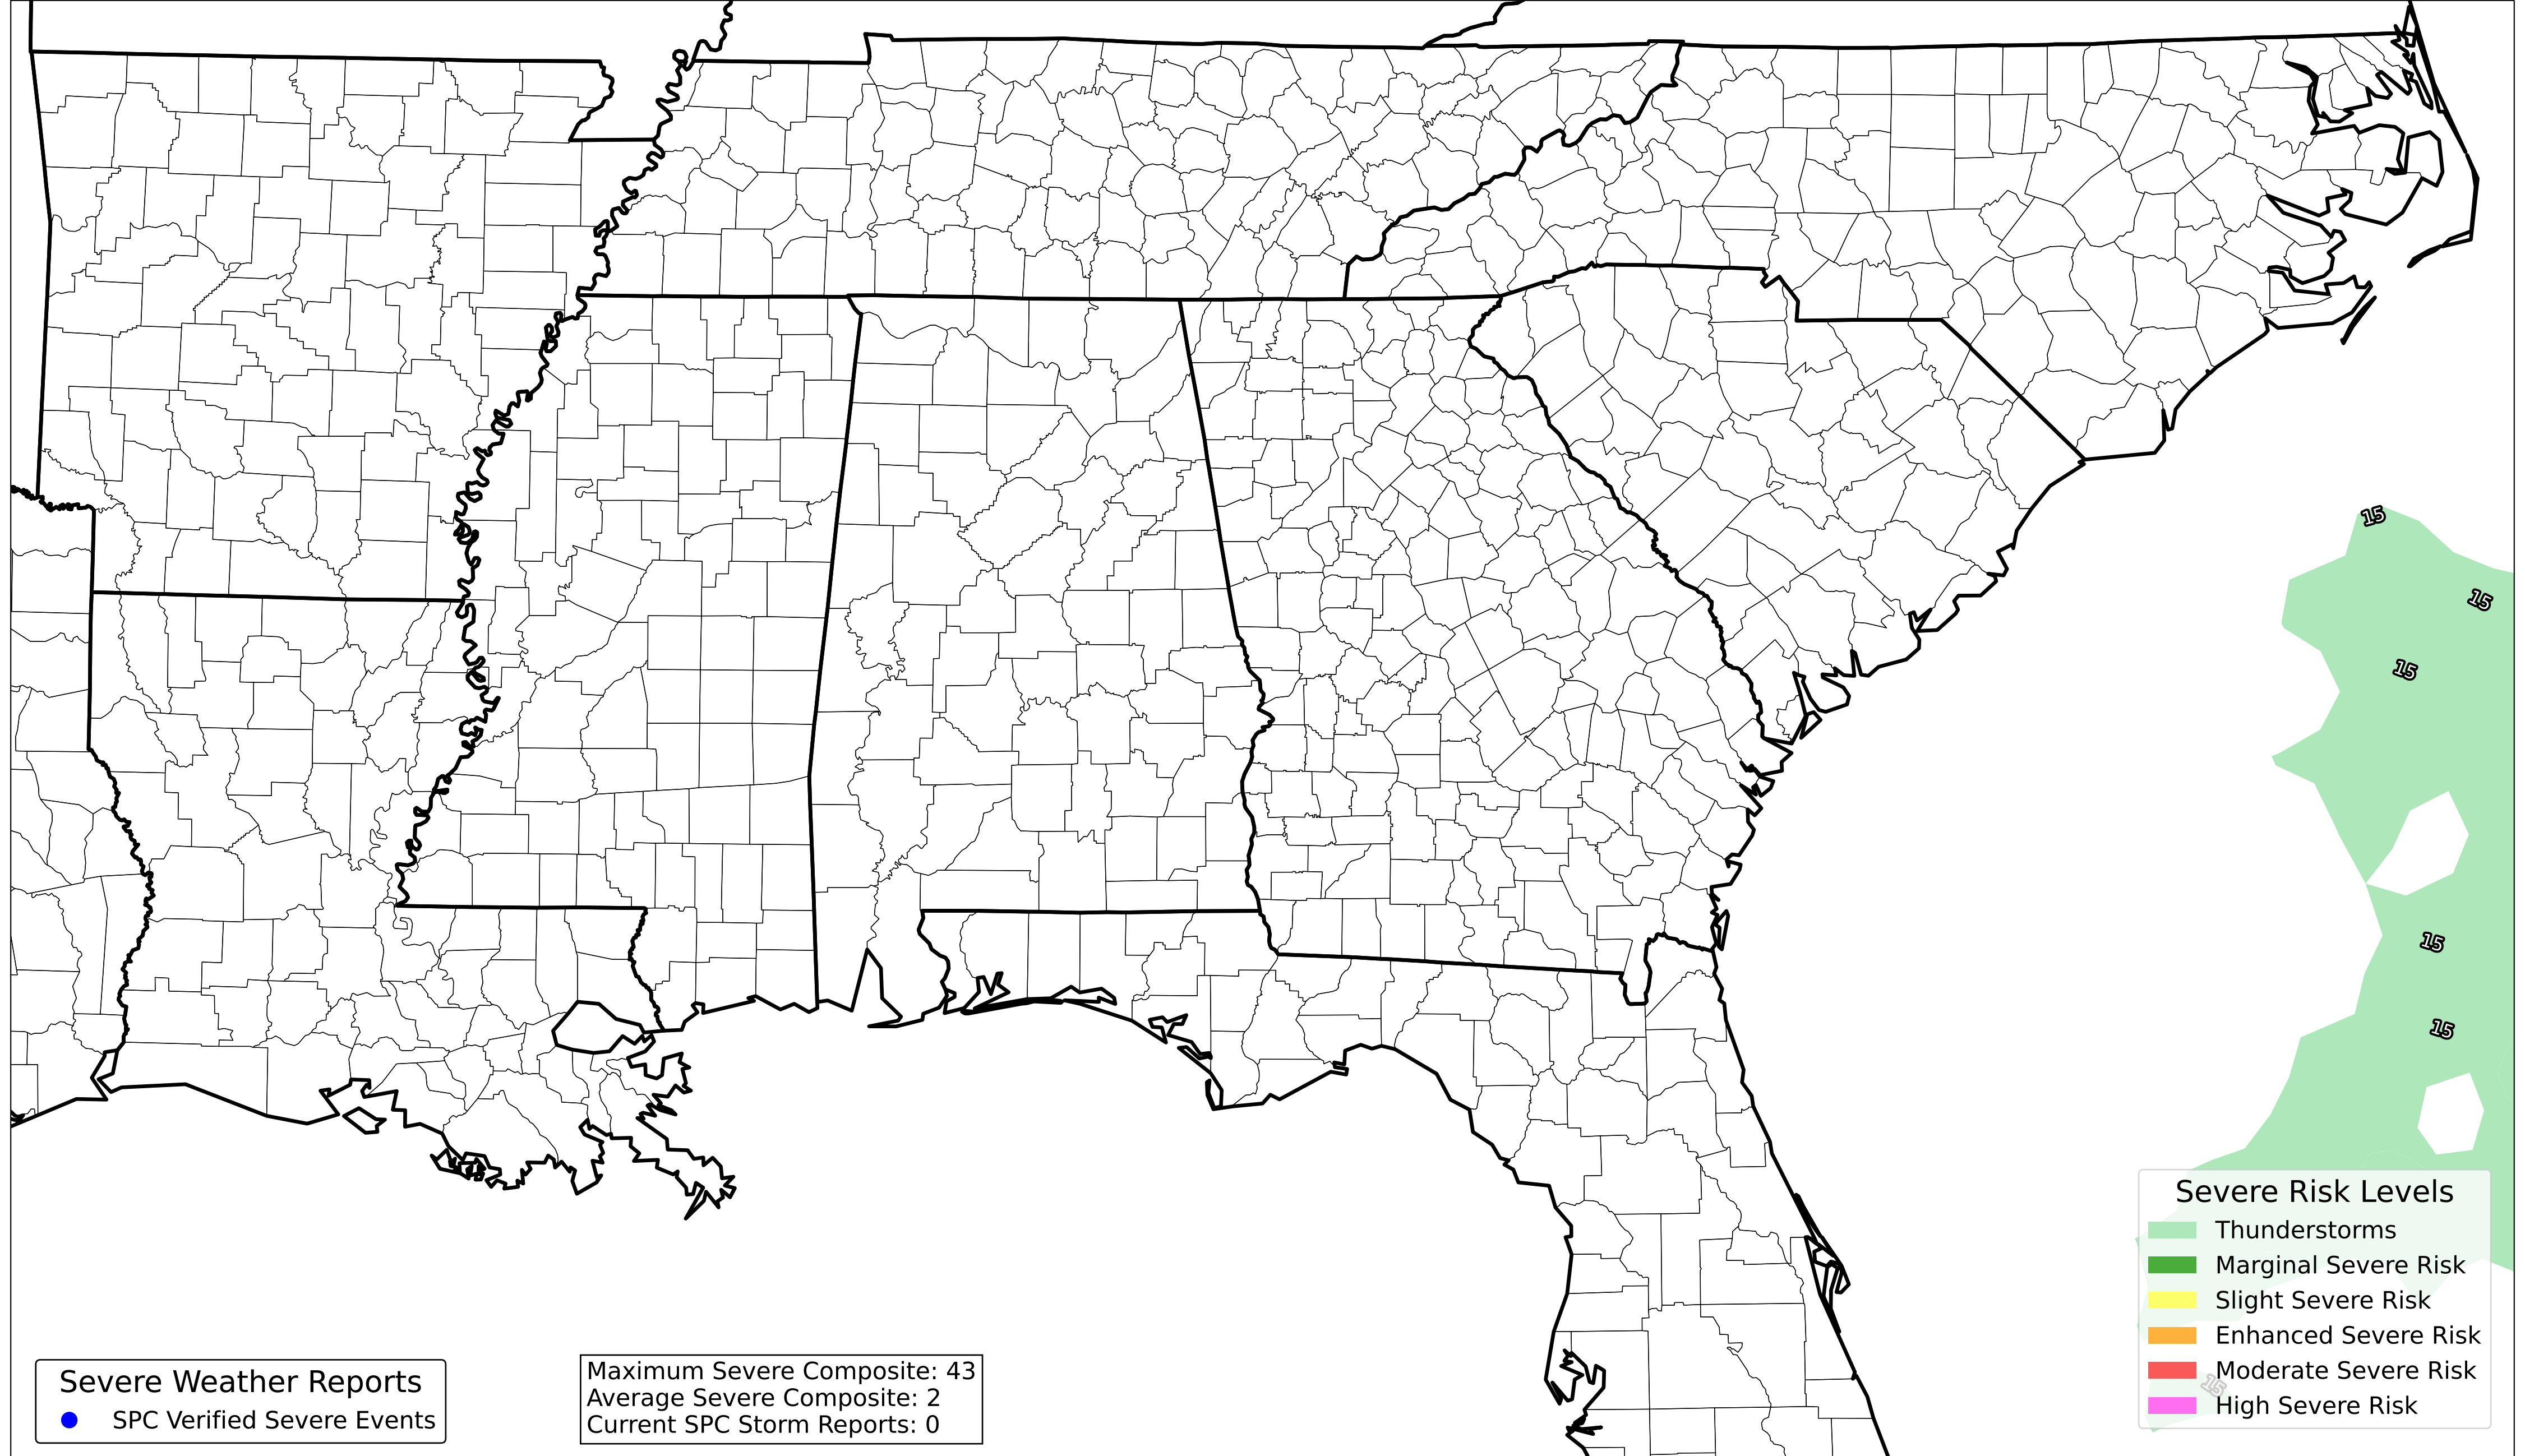 15
15
15
15
15
Severe Risk Levels
Thunderstorms
Marginal Severe Risk
Slight Severe Risk
Enhanced Severe Risk
Moderate Severe Risk
15
High Severe Risk
Severe Weather Reports
SPC Verified Severe Events
Maximum Severe Composite: 43
Average Severe Composite: 2
Current SPC Storm Reports: 0